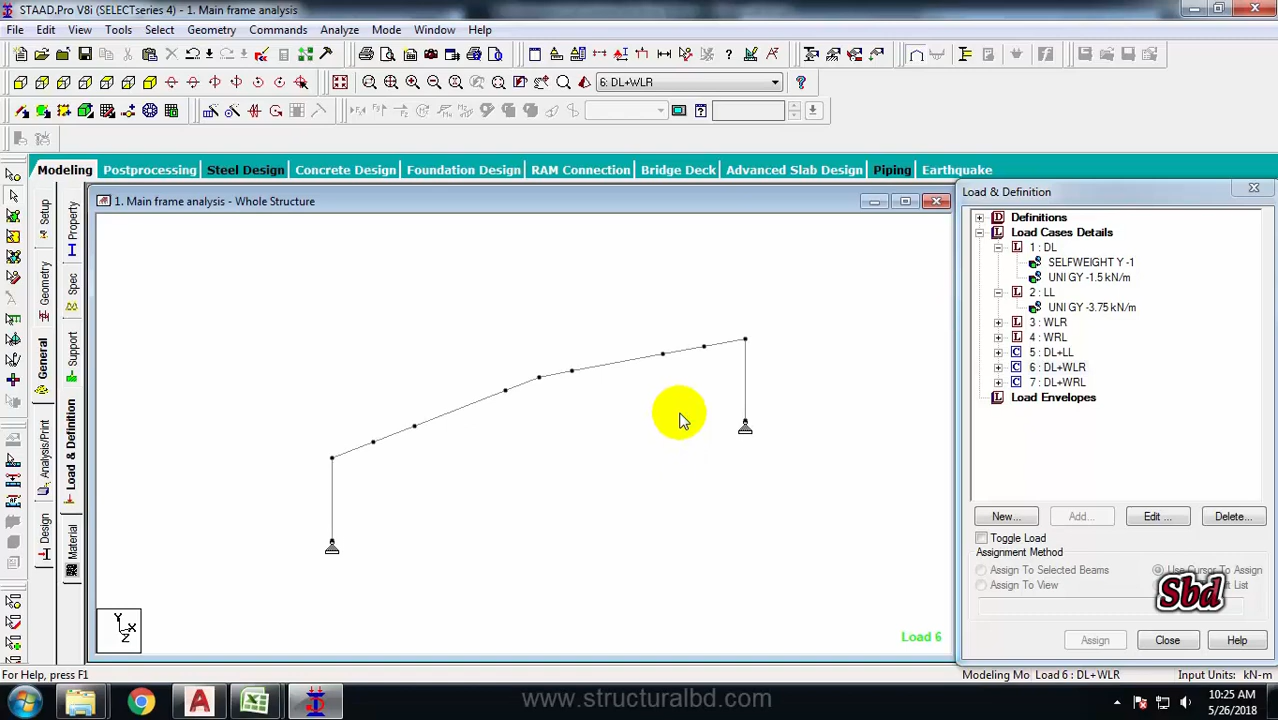 STAAD.Pro V8i (SELECTseries 4) - 1. Main frame analysis
File Edit View Tools Select Geometry Commands Analyze Mode Window Help
6: DL+WLR
Modeling Postprocessing Steel Design Concrete Design Foundation Design RAM Connection Bridge Deck Advanced Slab Design Piping Earthquake
Setup
Geometry
General
Analysis/Print
Design
Property
Spec
Support
Load & Definition
Material
1. Main frame analysis - Whole Structure
Y
X
Z
Load 6
Load & Definition
D Definitions
L Load Cases Details
L 1 : DL
SELFWEIGHT Y -1
UNI GY -1.5 kN/m
L 2 : LL
UNI GY -3.75 kN/m
L 3 : WLR
L 4 : WRL
C 5 : DL+LL
C 6 : DL+WLR
C 7 : DL+WRL
L Load Envelopes
New... Add... Edit ... Delete...
Toggle Load
Assignment Method
Assign To Selected Beams Use Cursor To Assign
Assign To View
Sbd
Assign Close Help
For Help, press F1
Modeling Mo Load 6 : DL+WLR Input Units: kN-m
www.structuralbd.com
10:25 AM
5/26/2018